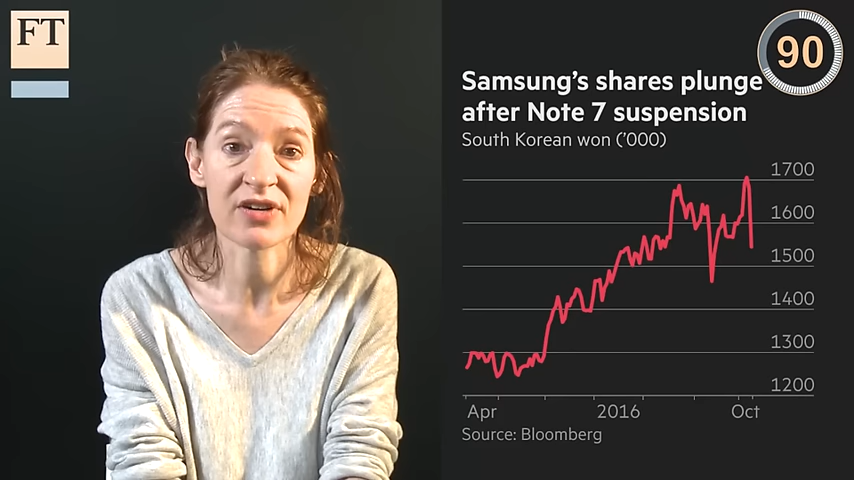 FT
90
Samsung's shares plunge
after Note 7 suspension
South Korean won ('000)
1700
1600
1500
1400
1300
1200
Apr 2016 Oct
Source: Bloomberg